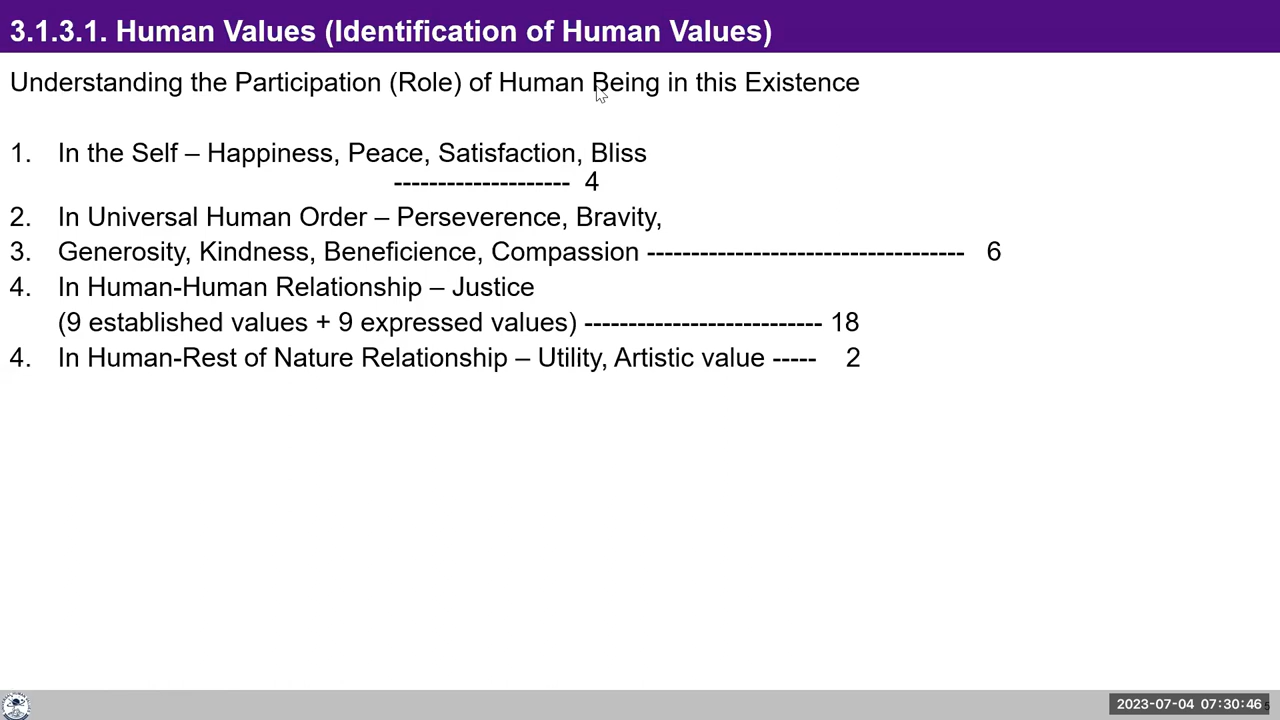 3.1.3.1. Human Values (Identification of Human Values)
Understanding the Participation (Role) of Human Being in this Existence
1. In the Self – Happiness, Peace, Satisfaction, Bliss
-------------------- 4
2. In Universal Human Order – Perseverence, Bravity,
3. Generosity, Kindness, Beneficience, Compassion ------------------------------------ 6
4. In Human-Human Relationship – Justice
(9 established values + 9 expressed values) --------------------------- 18
4. In Human-Rest of Nature Relationship – Utility, Artistic value ----- 2
2023-07-04 07:30:46